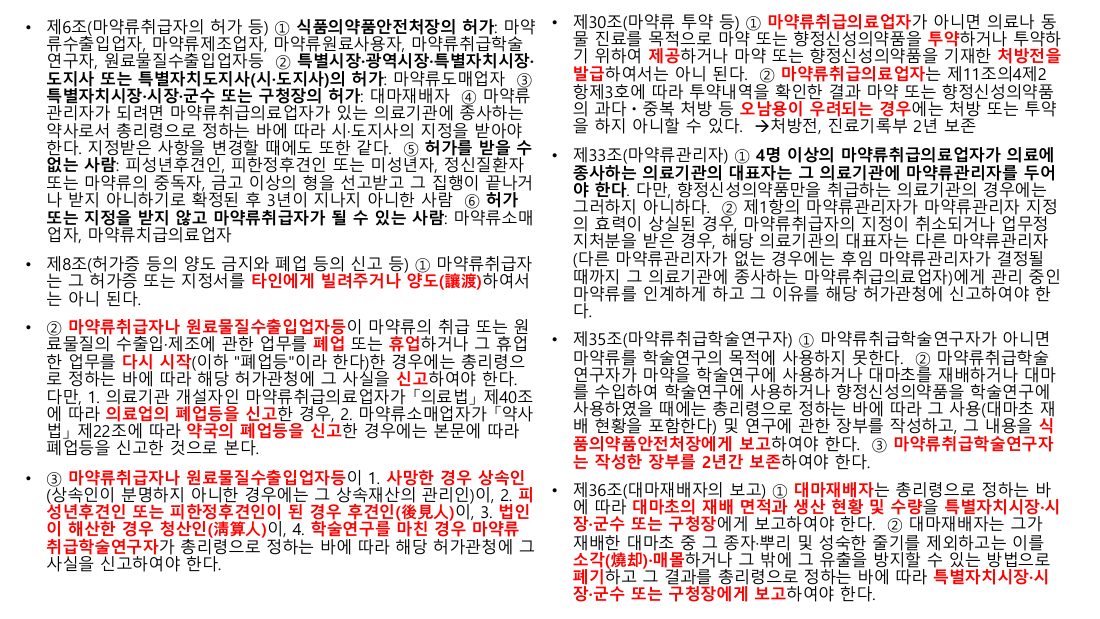 • 제6조(마약류취급자의 허가 등) ① 식품의약품안전처장의 허가: 마약
류수출입업자, 마약류제조업자, 마약류원료사용자, 마약류취급학술
연구자, 원료물질수출입업자등  ② 특별시장·광역시장·특별자치시장·
도지사 또는 특별자치도지사(시·도지사)의 허가: 마약류도매업자  ③
특별자치시장·시장·군수 또는 구청장의 허가: 대마재배자  ④ 마약류
관리자가 되려면 마약류취급의료업자가 있는 의료기관에 종사하는
약사로서 총리령으로 정하는 바에 따라 시·도지사의 지정을 받아야
한다. 지정받은 사항을 변경할 때에도 또한 같다.  ⑤ 허가를 받을 수
없는 사람: 피성년후견인, 피한정후견인 또는 미성년자, 정신질환자
또는 마약류의 중독자, 금고 이상의 형을 선고받고 그 집행이 끝나거
나 받지 아니하기로 확정된 후 3년이 지나지 아니한 사람  ⑥ 허가
또는 지정을 받지 않고 마약류취급자가 될 수 있는 사람: 마약류소매
업자, 마약류치급의료업자
• 제8조(허가증 등의 양도 금지와 폐업 등의 신고 등) ① 마약류취급자
는 그 허가증 또는 지정서를 타인에게 빌려주거나 양도(讓渡)하여서
는 아니 된다.
• ② 마약류취급자나 원료물질수출입업자등이 마약류의 취급 또는 원
료물질의 수출입·제조에 관한 업무를 폐업 또는 휴업하거나 그 휴업
한 업무를 다시 시작(이하 "폐업등"이라 한다)한 경우에는 총리령으
로 정하는 바에 따라 해당 허가관청에 그 사실을 신고하여야 한다.
다만, 1. 의료기관 개설자인 마약류취급의료업자가 「의료법」 제40조
에 따라 의료업의 폐업등을 신고한 경우, 2. 마약류소매업자가 「약사
법」 제22조에 따라 약국의 폐업등을 신고한 경우에는 본문에 따라
폐업등을 신고한 것으로 본다.
• ③ 마약류취급자나 원료물질수출입업자등이 1. 사망한 경우 상속인
(상속인이 분명하지 아니한 경우에는 그 상속재산의 관리인)이, 2. 피
성년후견인 또는 피한정후견인이 된 경우 후견인(後見人)이, 3. 법인
이 해산한 경우 청산인(淸算人)이, 4. 학술연구를 마친 경우 마약류
취급학술연구자가 총리령으로 정하는 바에 따라 해당 허가관청에 그
사실을 신고하여야 한다.
• 제30조(마약류 투약 등) ① 마약류취급의료업자가 아니면 의료나 동
물 진료를 목적으로 마약 또는 향정신성의약품을 투약하거나 투약하
기 위하여 제공하거나 마약 또는 향정신성의약품을 기재한 처방전을
발급하여서는 아니 된다.  ② 마약류취급의료업자는 제11조의4제2
항제3호에 따라 투약내역을 확인한 결과 마약 또는 향정신성의약품
의 과다・중복 처방 등 오남용이 우려되는 경우에는 처방 또는 투약
을 하지 아니할 수 있다.  →처방전, 진료기록부 2년 보존
• 제33조(마약류관리자) ① 4명 이상의 마약류취급의료업자가 의료에
종사하는 의료기관의 대표자는 그 의료기관에 마약류관리자를 두어
야 한다. 다만, 향정신성의약품만을 취급하는 의료기관의 경우에는
그러하지 아니하다.  ② 제1항의 마약류관리자가 마약류관리자 지정
의 효력이 상실된 경우, 마약류취급자의 지정이 취소되거나 업무정
지처분을 받은 경우, 해당 의료기관의 대표자는 다른 마약류관리자
(다른 마약류관리자가 없는 경우에는 후임 마약류관리자가 결정될
때까지 그 의료기관에 종사하는 마약류취급의료업자)에게 관리 중인
마약류를 인계하게 하고 그 이유를 해당 허가관청에 신고하여야 한
다.
• 제35조(마약류취급학술연구자) ① 마약류취급학술연구자가 아니면
마약류를 학술연구의 목적에 사용하지 못한다.  ② 마약류취급학술
연구자가 마약을 학술연구에 사용하거나 대마초를 재배하거나 대마
를 수입하여 학술연구에 사용하거나 향정신성의약품을 학술연구에
사용하였을 때에는 총리령으로 정하는 바에 따라 그 사용(대마초 재
배 현황을 포함한다) 및 연구에 관한 장부를 작성하고, 그 내용을 식
품의약품안전처장에게 보고하여야 한다.  ③ 마약류취급학술연구자
는 작성한 장부를 2년간 보존하여야 한다.
• 제36조(대마재배자의 보고) ① 대마재배자는 총리령으로 정하는 바
에 따라 대마초의 재배 면적과 생산 현황 및 수량을 특별자치시장·시
장·군수 또는 구청장에게 보고하여야 한다.  ② 대마재배자는 그가
재배한 대마초 중 그 종자·뿌리 및 성숙한 줄기를 제외하고는 이를
소각(燒却)·매몰하거나 그 밖에 그 유출을 방지할 수 있는 방법으로
폐기하고 그 결과를 총리령으로 정하는 바에 따라 특별자치시장·시
장·군수 또는 구청장에게 보고하여야 한다.